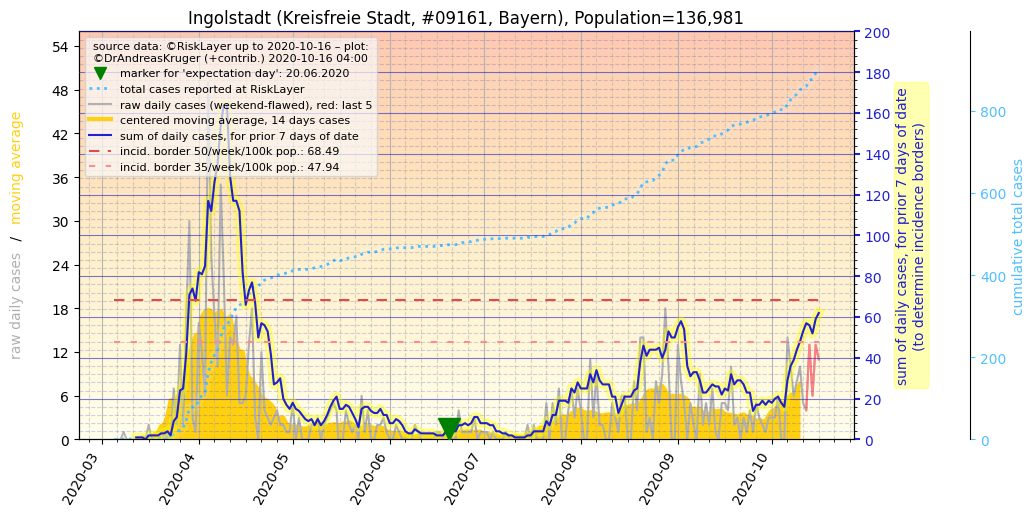 Ingolstadt (Kreisfreie Stadt, #09161, Bayern), Population=136,981
source data: ©RiskLayer up to 2020-10-16 – plot:
©DrAndreasKruger (+contrib.) 2020-10-16 04:00
marker for 'expectation day': 20.06.2020
total cases reported at RiskLayer
raw daily cases (weekend-flawed), red: last 5
centered moving average, 14 days cases
sum of daily cases, for prior 7 days of date
incid. border 50/week/100k pop.: 68.49
incid. border 35/week/100k pop.: 47.94
raw daily cases / moving average
54
48
42
36
30
24
18
12
6
0
2020-03
2020-04
2020-05
2020-06
2020-07
2020-08
2020-09
2020-10
200
180
160
140
120
100
80
60
40
20
0
sum of daily cases, for prior 7 days of date
(to determine incidence borders)
800
600
400
200
0
cumulative total cases